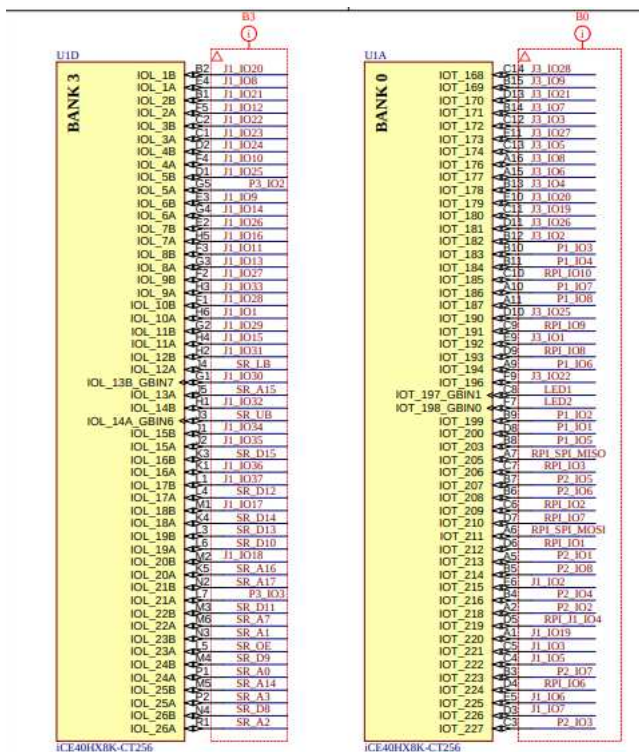 B3
i
U1D
BANK 3
IOL_1B B2 J1_IO20
IOL_1A E4 J1_IO8
IOL_2B B1 J1_IO21
IOL_2A F5 J1_IO12
IOL_3B C2 J1_IO22
IOL_3A C1 J1_IO23
IOL_4B D2 J1_IO24
IOL_4A F4 J1_IO10
IOL_5B D1 J1_IO25
IOL_5A G5 P3_IO2
IOL_6B E3 J1_IO9
IOL_6A G4 J1_IO14
IOL_7B E2 J1_IO26
IOL_7A H5 J1_IO16
IOL_8B F3 J1_IO11
IOL_8A G3 J1_IO13
IOL_9B F2 J1_IO27
IOL_9A H3 J1_IO33
IOL_10B E1 J1_IO28
IOL_10A H6 J1_IO1
IOL_11B G2 J1_IO29
IOL_11A H4 J1_IO15
IOL_12B H2 J1_IO31
IOL_12A J4 SR_LB
IOL_13B_GBIN7 G1 J1_IO30
IOL_13A J5 SR_A15
IOL_14B H1 J1_IO32
IOL_14A_GBIN6 J3 SR_UB
IOL_15B J1 J1_IO34
IOL_15A J2 J1_IO35
IOL_16B K3 SR_D15
IOL_16A K1 J1_IO36
IOL_17B L1 J1_IO37
IOL_17A L4 SR_D12
IOL_18B M1 J1_IO17
IOL_18A K4 SR_D14
IOL_19B L3 SR_D13
IOL_19A L6 SR_D10
IOL_20B M2 J1_IO18
IOL_20A K5 SR_A16
IOL_21B N2 SR_A17
IOL_21A L7 P3_IO3
IOL_22B M3 SR_D11
IOL_22A M6 SR_A7
IOL_23B N3 SR_A1
IOL_23A L5 SR_OE
IOL_24B M4 SR_D9
IOL_24A P1 SR_A0
IOL_25B M5 SR_A14
IOL_25A P2 SR_A3
IOL_26B N4 SR_D8
IOL_26A R1 SR_A2
iCE40HX8K-CT256
B0
i
U1A
BANK 0
IOT_168 C14 J3_IO28
IOT_169 B15 J3_IO9
IOT_170 D13 J3_IO21
IOT_171 B14 J3_IO7
IOT_172 C12 J3_IO3
IOT_173 E11 J3_IO27
IOT_174 C13 J3_IO5
IOT_176 A16 J3_IO8
IOT_177 A15 J3_IO6
IOT_178 B13 J3_IO4
IOT_179 E10 J3_IO20
IOT_180 C11 J3_IO19
IOT_181 D11 J3_IO26
IOT_182 B12 J3_IO2
IOT_183 B10 P1_IO3
IOT_184 B11 P1_IO4
IOT_185 C10 RPI_IO10
IOT_186 A10 P1_IO7
IOT_187 A11 P1_IO8
IOT_190 D10 J3_IO25
IOT_191 C9 RPI_IO9
IOT_192 E9 J3_IO1
IOT_193 D9 RPI_IO8
IOT_194 A9 P1_IO6
IOT_196 F9 J3_IO22
IOT_197_GBIN1 C8 LED1
IOT_198_GBIN0 F7 LED2
IOT_199 B9 P1_IO2
IOT_200 D8 P1_IO1
IOT_203 B8 P1_IO5
IOT_205 A7 RPI_SPI_MISO
IOT_206 C7 RPI_IO3
IOT_207 B7 P2_IO5
IOT_208 B6 P2_IO6
IOT_209 C6 RPI_IO2
IOT_210 D7 RPI_IO7
IOT_211 A6 RPI_SPI_MOSI
IOT_212 D6 RPI_IO1
IOT_213 A5 P2_IO1
IOT_214 B5 P2_IO8
IOT_215 E6 J1_IO2
IOT_216 B4 P2_IO4
IOT_218 A2 P2_IO2
IOT_219 D5 RPI_J1_IO4
IOT_220 A1 J1_IO19
IOT_221 C5 J1_IO3
IOT_222 C4 J1_IO5
IOT_223 B3 P2_IO7
IOT_224 D4 RPI_IO6
IOT_225 E5 J1_IO6
IOT_226 D3 J1_IO7
IOT_227 C3 P2_IO3
iCE40HX8K-CT256